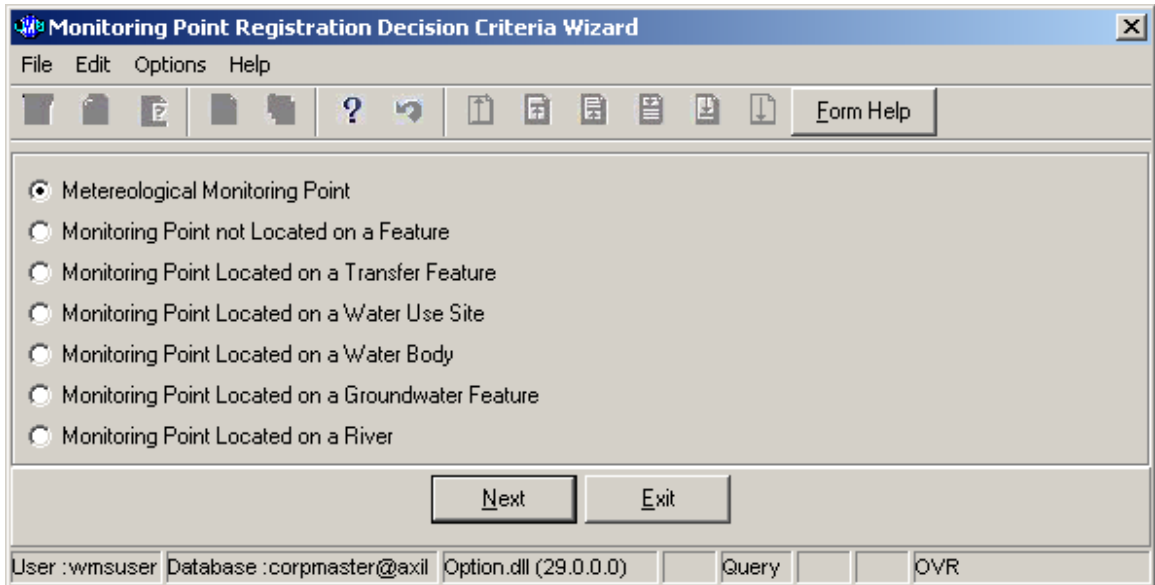 Monitoring Point Registration Decision Criteria Wizard
File Edit Options Help
? Form Help
Metereological Monitoring Point
Monitoring Point not Located on a Feature
Monitoring Point Located on a Transfer Feature
Monitoring Point Located on a Water Use Site
Monitoring Point Located on a Water Body
Monitoring Point Located on a Groundwater Feature
Monitoring Point Located on a River
Next Exit
User :wmsuser Database :corpmaster@axil Option.dll (29.0.0.0) Query OVR